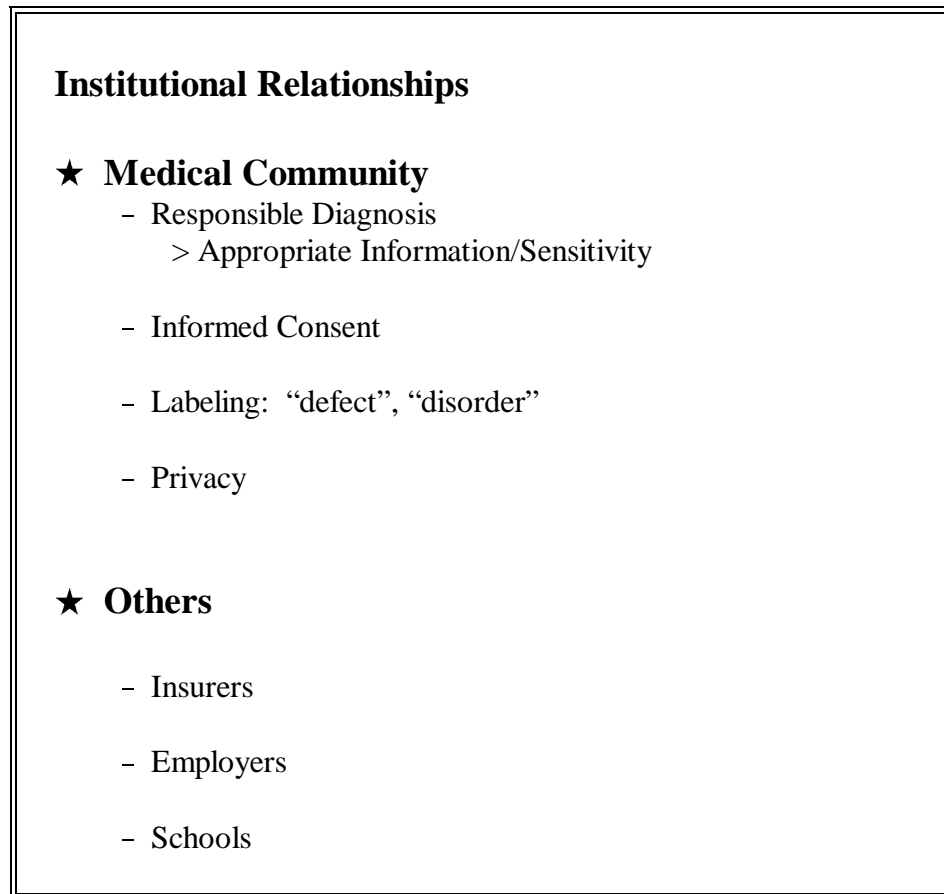 Institutional Relationships
★ Medical Community
– Responsible Diagnosis
> Appropriate Information/Sensitivity
– Informed Consent
– Labeling: “defect”, “disorder”
– Privacy
★ Others
– Insurers
– Employers
– Schools